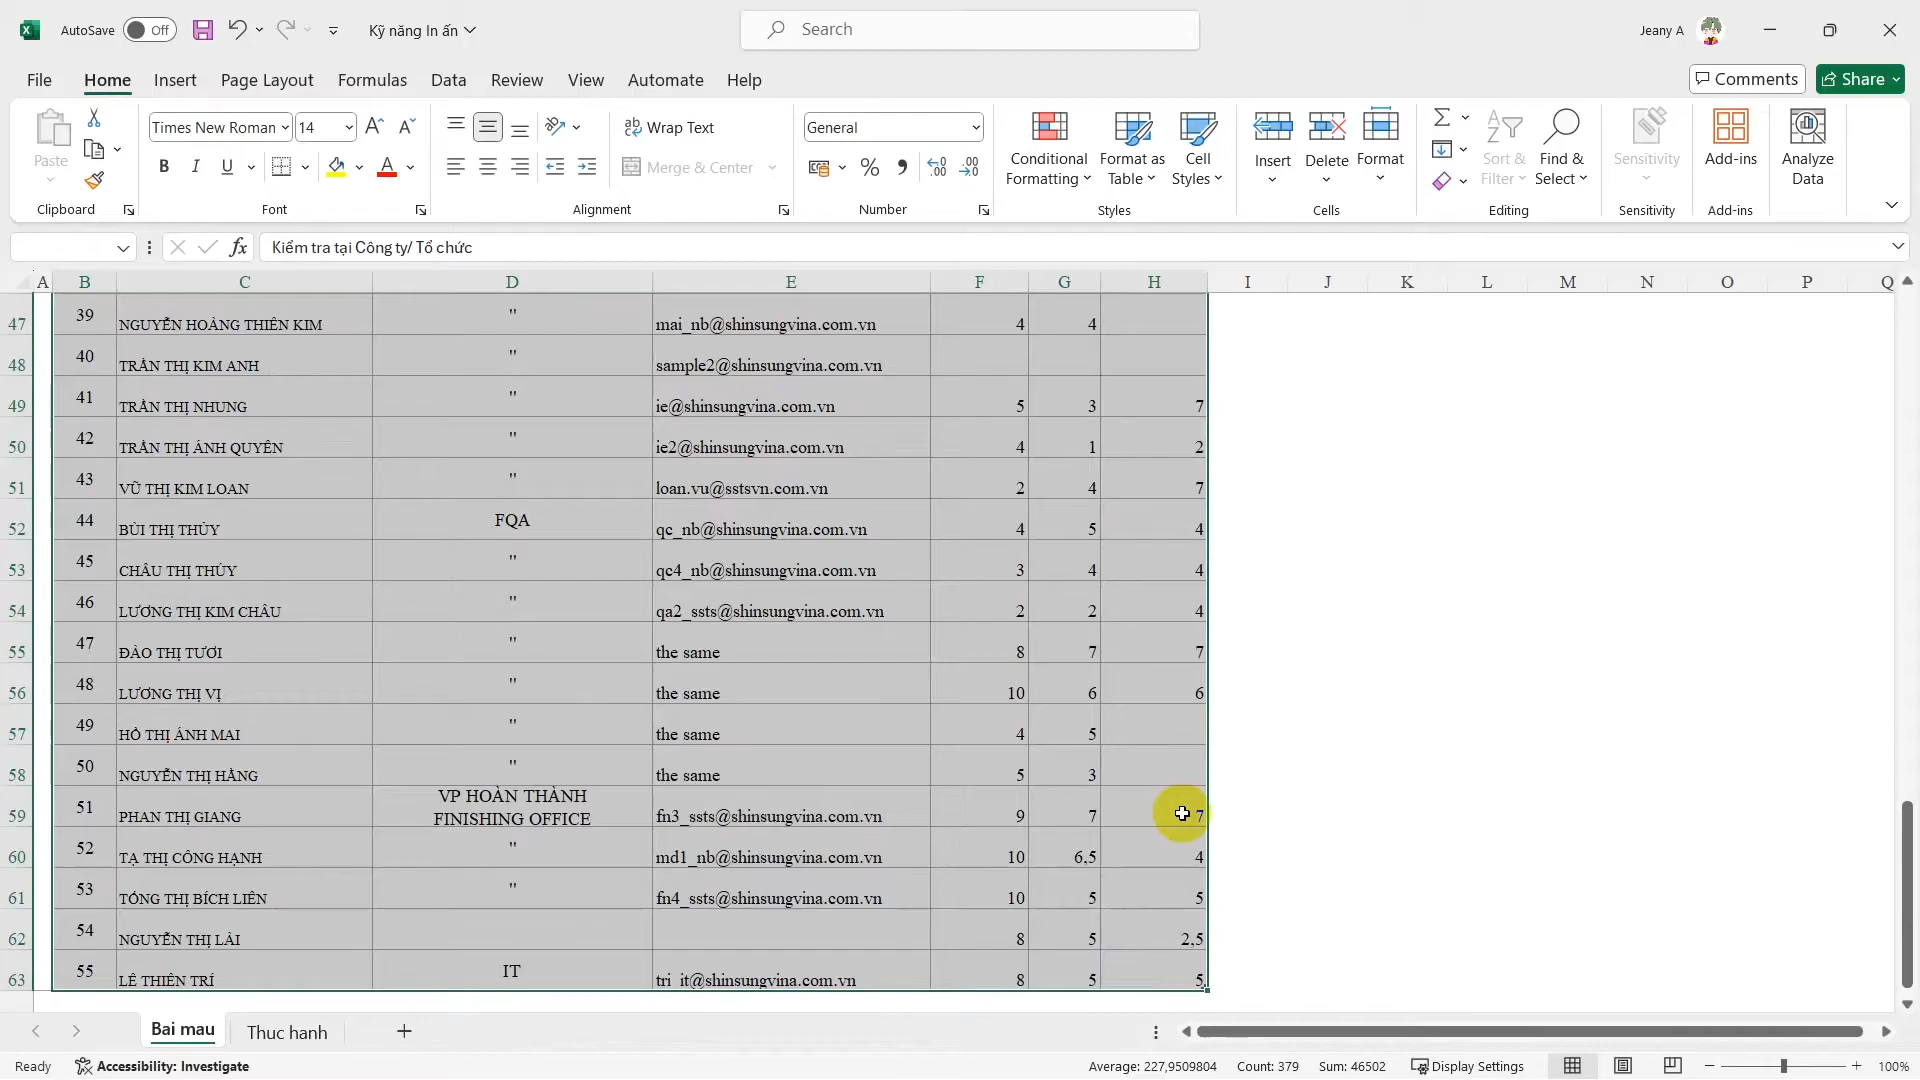 AutoSave Off Kỹ năng In ấn Search Jeany A
File Home Insert Page Layout Formulas Data Review View Automate Help Comments Share
Paste Times New Roman 14 Wrap Text General Conditional Formatting Format as Table Cell Styles Insert Delete Format Sort & Filter Find & Select Sensitivity Add-ins Analyze Data
B I U Merge & Center
Clipboard Font Alignment Number Styles Cells Editing Sensitivity Add-ins
fx Kiểm tra tại Công ty/ Tổ chức
A B C D E F G H I J K L M N O P Q
47 39 NGUYỄN HOÀNG THIÊN KIM " mai_nb@shinsungvina.com.vn 4 4
48 40 TRẦN THỊ KIM ANH " sample2@shinsungvina.com.vn
49 41 TRẦN THỊ NHUNG " ie@shinsungvina.com.vn 5 3 7
50 42 TRẦN THỊ ÁNH QUYÊN " ie2@shinsungvina.com.vn 4 1 2
51 43 VŨ THỊ KIM LOAN " loan.vu@sstsvn.com.vn 2 4 7
52 44 BÙI THỊ THỦY FQA qc_nb@shinsungvina.com.vn 4 5 4
53 45 CHÂU THỊ THÚY " qc4_nb@shinsungvina.com.vn 3 4 4
54 46 LƯƠNG THỊ KIM CHÂU " qa2_ssts@shinsungvina.com.vn 2 2 4
55 47 ĐÀO THỊ TƯƠI " the same 8 7 7
56 48 LƯƠNG THỊ VỊ " the same 10 6 6
57 49 HỒ THỊ ÁNH MAI " the same 4 5
58 50 NGUYỄN THỊ HẰNG " the same 5 3
59 51 PHAN THỊ GIANG VP HOÀN THÀNH FINISHING OFFICE fn3_ssts@shinsungvina.com.vn 9 7 7
60 52 TẠ THỊ CÔNG HẠNH " md1_nb@shinsungvina.com.vn 10 6,5 4
61 53 TỐNG THỊ BÍCH LIÊN " fn4_ssts@shinsungvina.com.vn 10 5 5
62 54 NGUYỄN THỊ LÀI 8 5 2,5
63 55 LÊ THIÊN TRÍ IT tri_it@shinsungvina.com.vn 8 5 5
Bai mau Thuc hanh
Ready Accessibility: Investigate Average: 227,9509804 Count: 379 Sum: 46502 Display Settings 100%